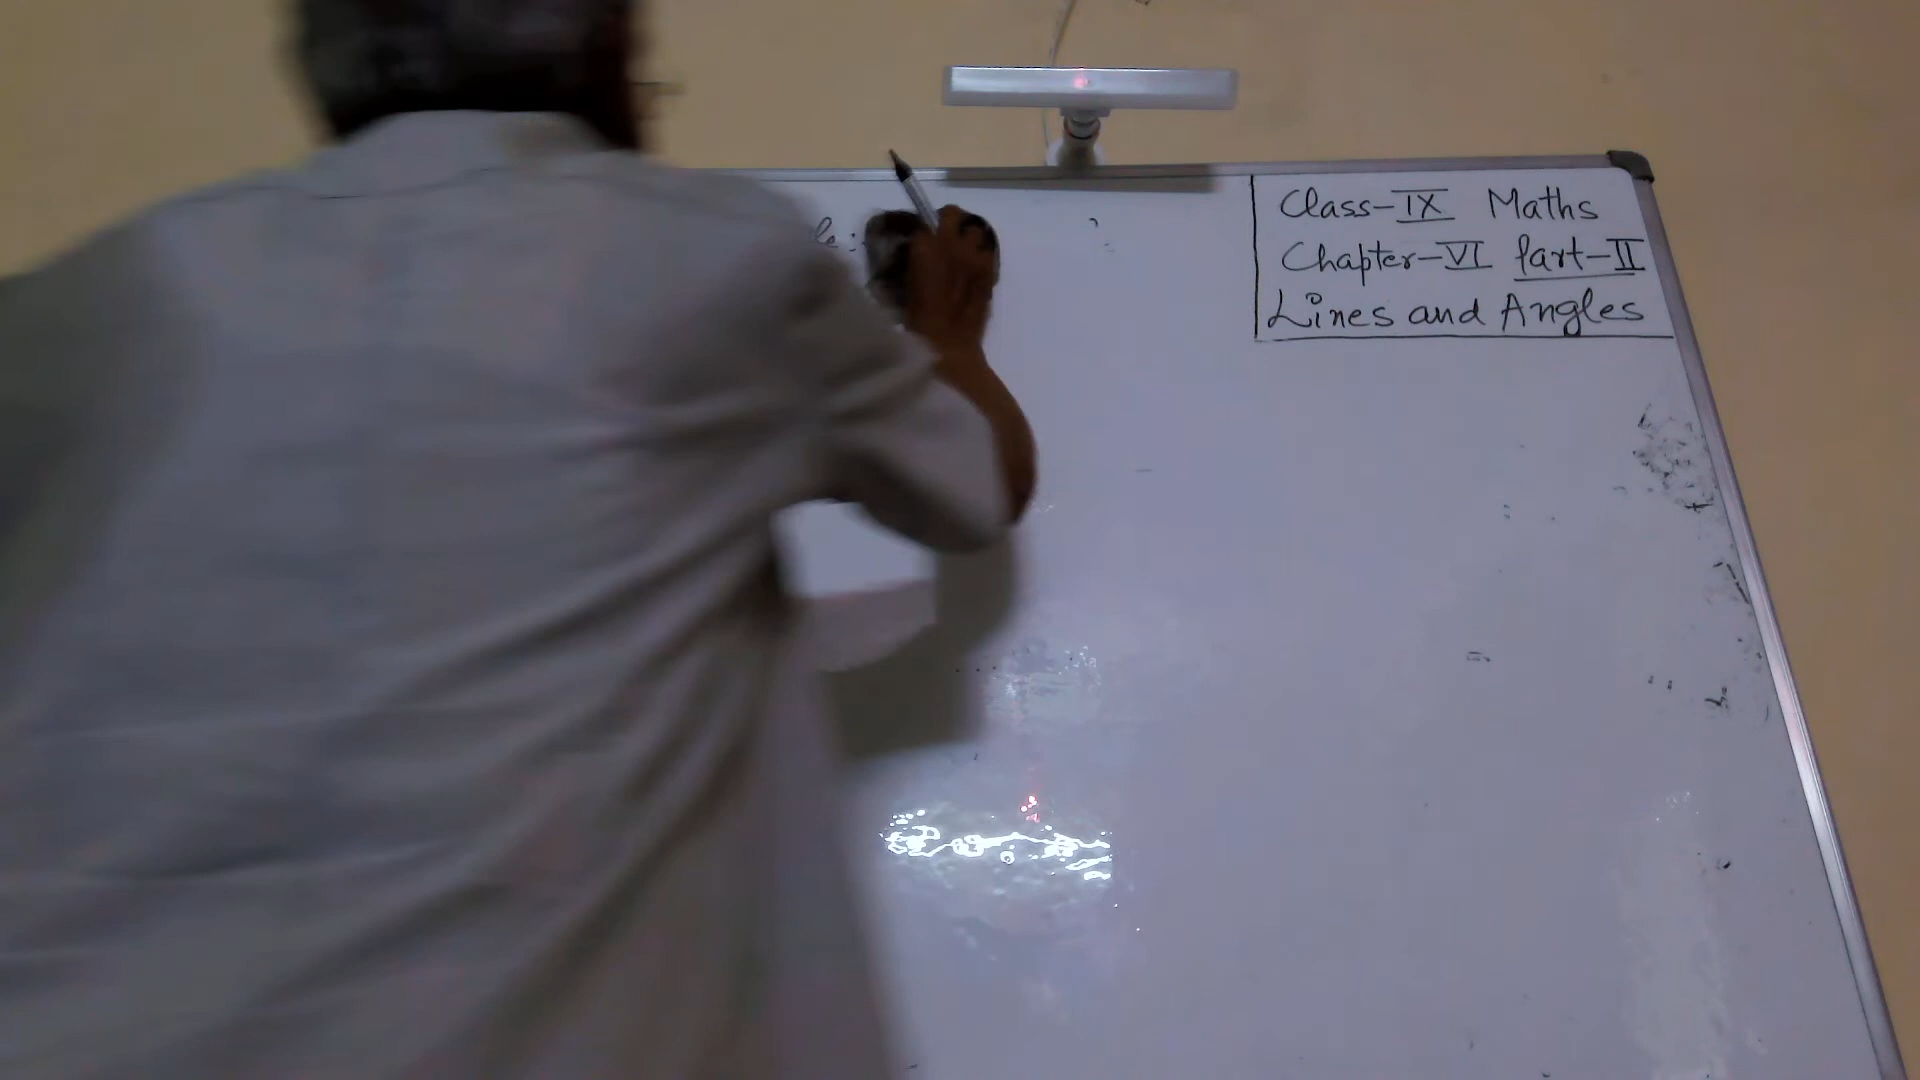 Class-IX Maths
Chapter-VI Part-II
Lines and Angles